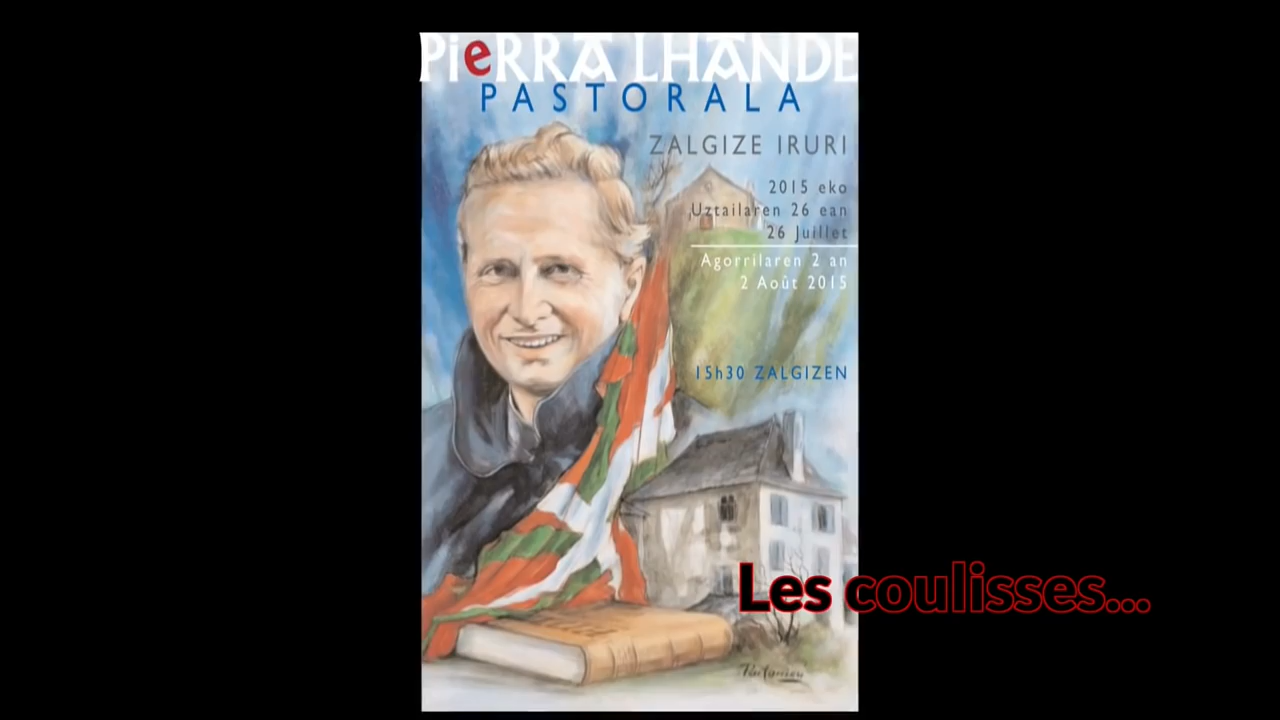 PieRRA LHANDE
PASTORALA
ZALGIZE IRURI
2015 eko
Uztailaren 26 ean
26 Juillet
Agorrilaren 2 an
2 Août 2015
15h30 ZALGIZEN
Les coulisses...